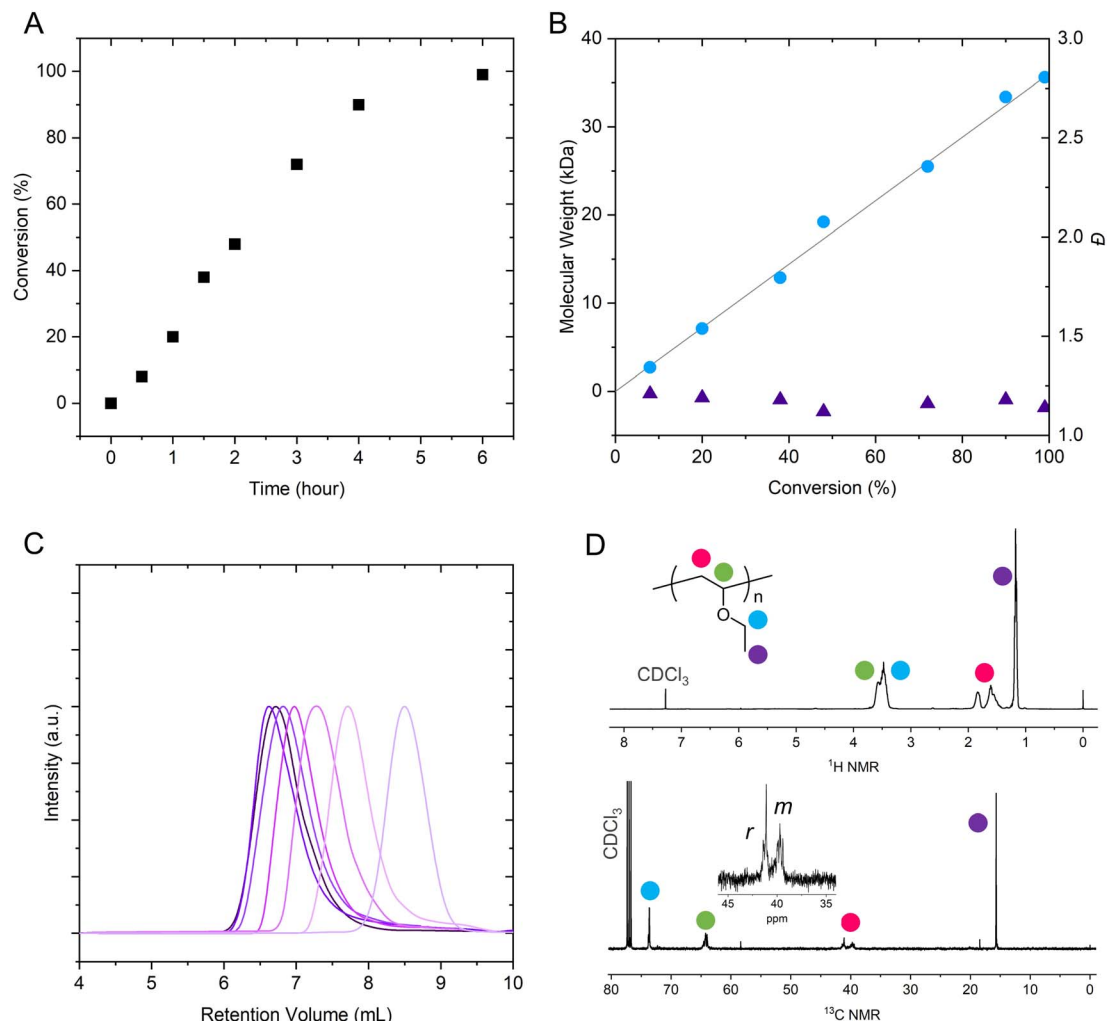 A
Conversion (%)
100
80
60
40
20
0
0 1 2 3 4 5 6
Time (hour)
B
Molecular Weight (kDa)
40
30
20
10
0
3.0
2.5
2.0
1.5
1.0
Đ
0 20 40 60 80 100
Conversion (%)
C
Intensity (a.u.)
4 5 6 7 8 9 10
Retention Volume (mL)
D
n
O
CDCl₃
8 7 6 5 4 3 2 1 0
¹H NMR
CDCl₃
r m
45 40 35
ppm
80 70 60 50 40 30 20 10 0
¹³C NMR